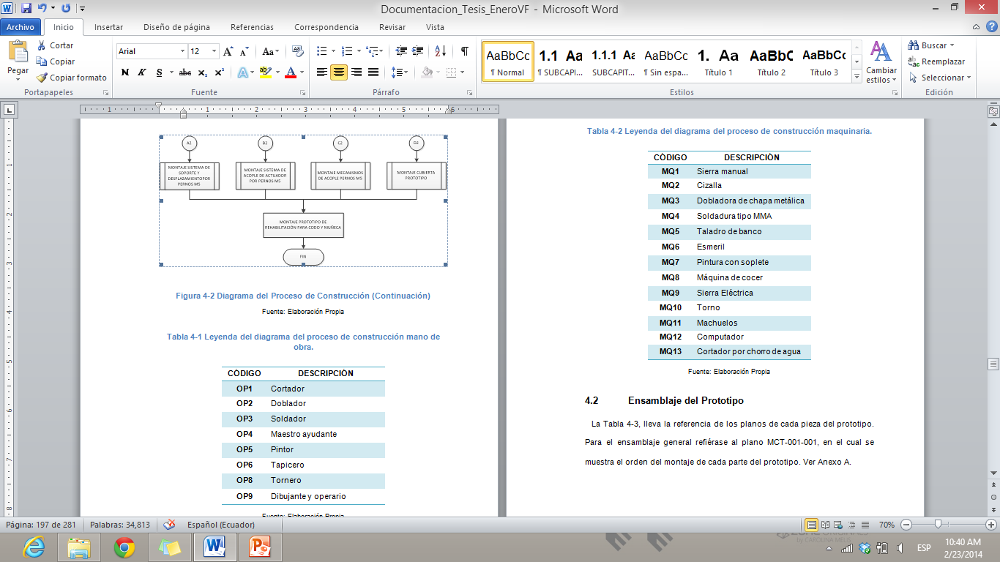 Documentacion_Tesis_EneroVF - Microsoft Word
Archivo Inicio Insertar Diseño de página Referencias Correspondencia Revisar Vista
Pegar
Cortar
Copiar
Copiar formato
Portapapeles
Arial 12
Fuente
Párrafo
AaBbCc 1.1 Aa 1.1.1 Aa AaBbCc 1. Aa AaBbC AaBbCc
¶ Normal ¶ SUBCAPI... SUBCAPIT... ¶ Sin espa... Título 1 Título 2 Título 3
Cambiar estilos
Estilos
Buscar
Reemplazar
Seleccionar
Edición
A2 B2 C2 D2
MONTAJE SISTEMA DE
SOPORTE Y
DESPLAZAMIENTO POR
PERNOS M5
MONTAJE SISTEMA DE
ACOPLE DE ACTUADOR
POR PERNOS M5
MONTAJE MECANISMOS
DE ACOPLE PERNOS M5
MONTAJE CUBIERTA
PROTOTIPO
MONTAJE PROTOTIPO DE
REHABILITACIÓN PARA CODO Y MUÑECA
FIN
Figura 4-2 Diagrama del Proceso de Construcción (Continuación)
Fuente: Elaboración Propia
Tabla 4-1 Leyenda del diagrama del proceso de construcción mano de
obra.
CÓDIGO DESCRIPCIÓN
OP1 Cortador
OP2 Doblador
OP3 Soldador
OP4 Maestro ayudante
OP5 Pintor
OP6 Tapicero
OP8 Tornero
OP9 Dibujante y operario
Fuente: Elaboración Propia
Tabla 4-2 Leyenda del diagrama del proceso de construcción maquinaria.
CÓDIGO DESCRIPCIÓN
MQ1 Sierra manual
MQ2 Cizalla
MQ3 Dobladora de chapa metálica
MQ4 Soldadura tipo MMA
MQ5 Taladro de banco
MQ6 Esmeril
MQ7 Pintura con soplete
MQ8 Máquina de cocer
MQ9 Sierra Eléctrica
MQ10 Torno
MQ11 Machuelos
MQ12 Computador
MQ13 Cortador por chorro de agua
Fuente: Elaboración Propia
4.2 Ensamblaje del Prototipo
La Tabla 4-3, lleva la referencia de los planos de cada pieza del prototipo.
Para el ensamblaje general refiérase al plano MCT-001-001, en el cual se
muestra el orden del montaje de cada parte del prototipo. Ver Anexo A.
Página: 197 de 281 Palabras: 34,813 Español (Ecuador) 70%
by CAROLINA MELIS
ESP
10:40 AM
2/23/2014